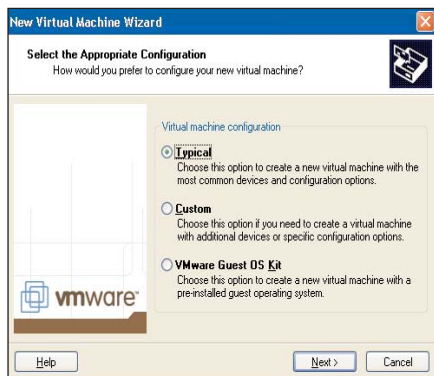 New Virtual Machine Wizard
Select the Appropriate Configuration
How would you prefer to configure your new virtual machine?
Virtual machine configuration
Typical
Choose this option to create a new virtual machine with the
most common devices and configuration options.
Custom
Choose this option if you need to create a virtual machine
with additional devices or specific configuration options.
VMware Guest OS Kit
Choose this option to create a new virtual machine with a
pre-installed guest operating system.
vmware
Help
Next >
Cancel